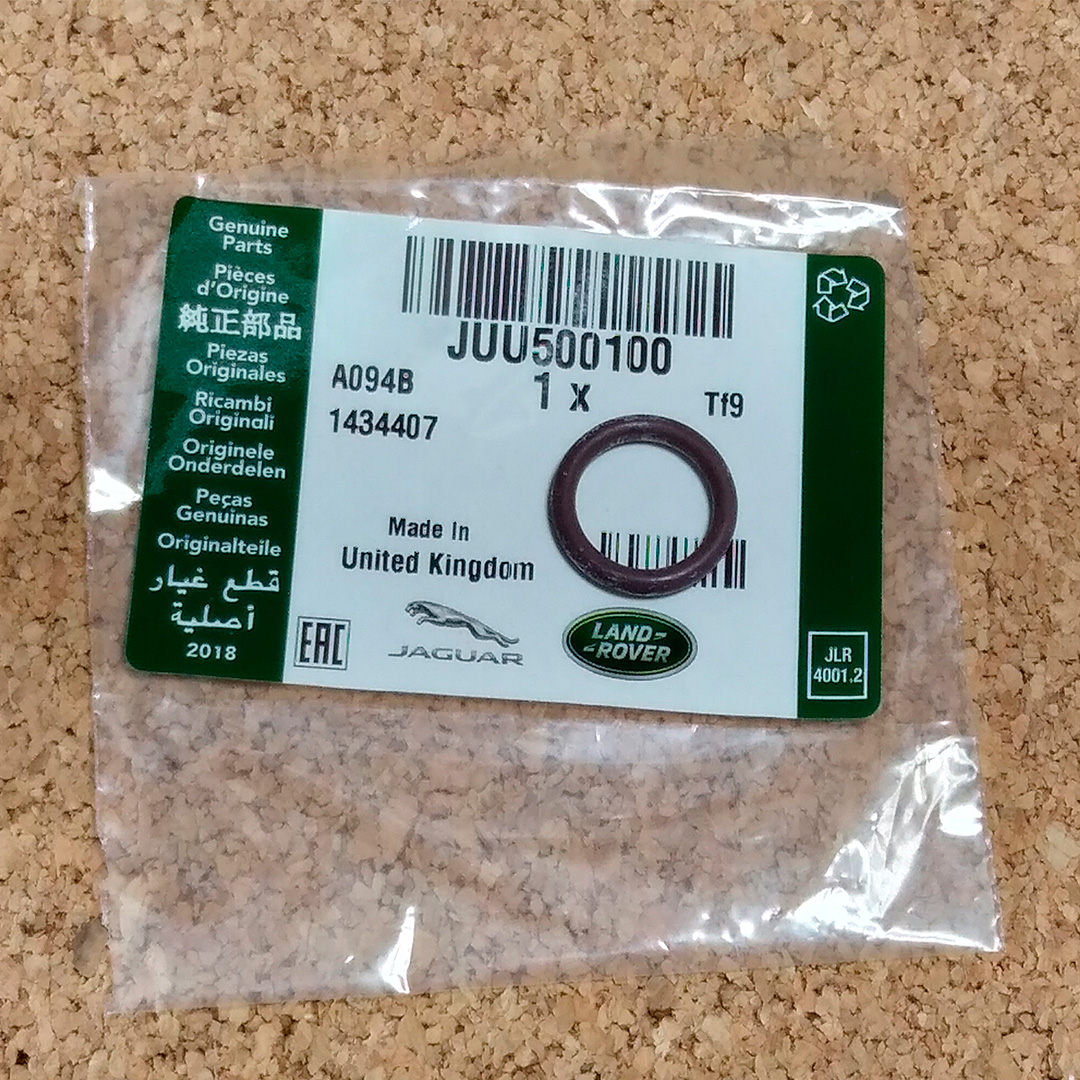 Genuine
Parts
Pièces
d'Origine
純正部品
Piezas
Originales
Ricambi
Originali
Originele
Onderdelen
Peças
Genuinas
Originalteile
قطع غيار
أصلية
2018
JUU500100
A094B
1 x
Tf9
1434407
Made In
United Kingdom
EAC
JAGUAR
LAND-
-ROVER
JLR
4001.2